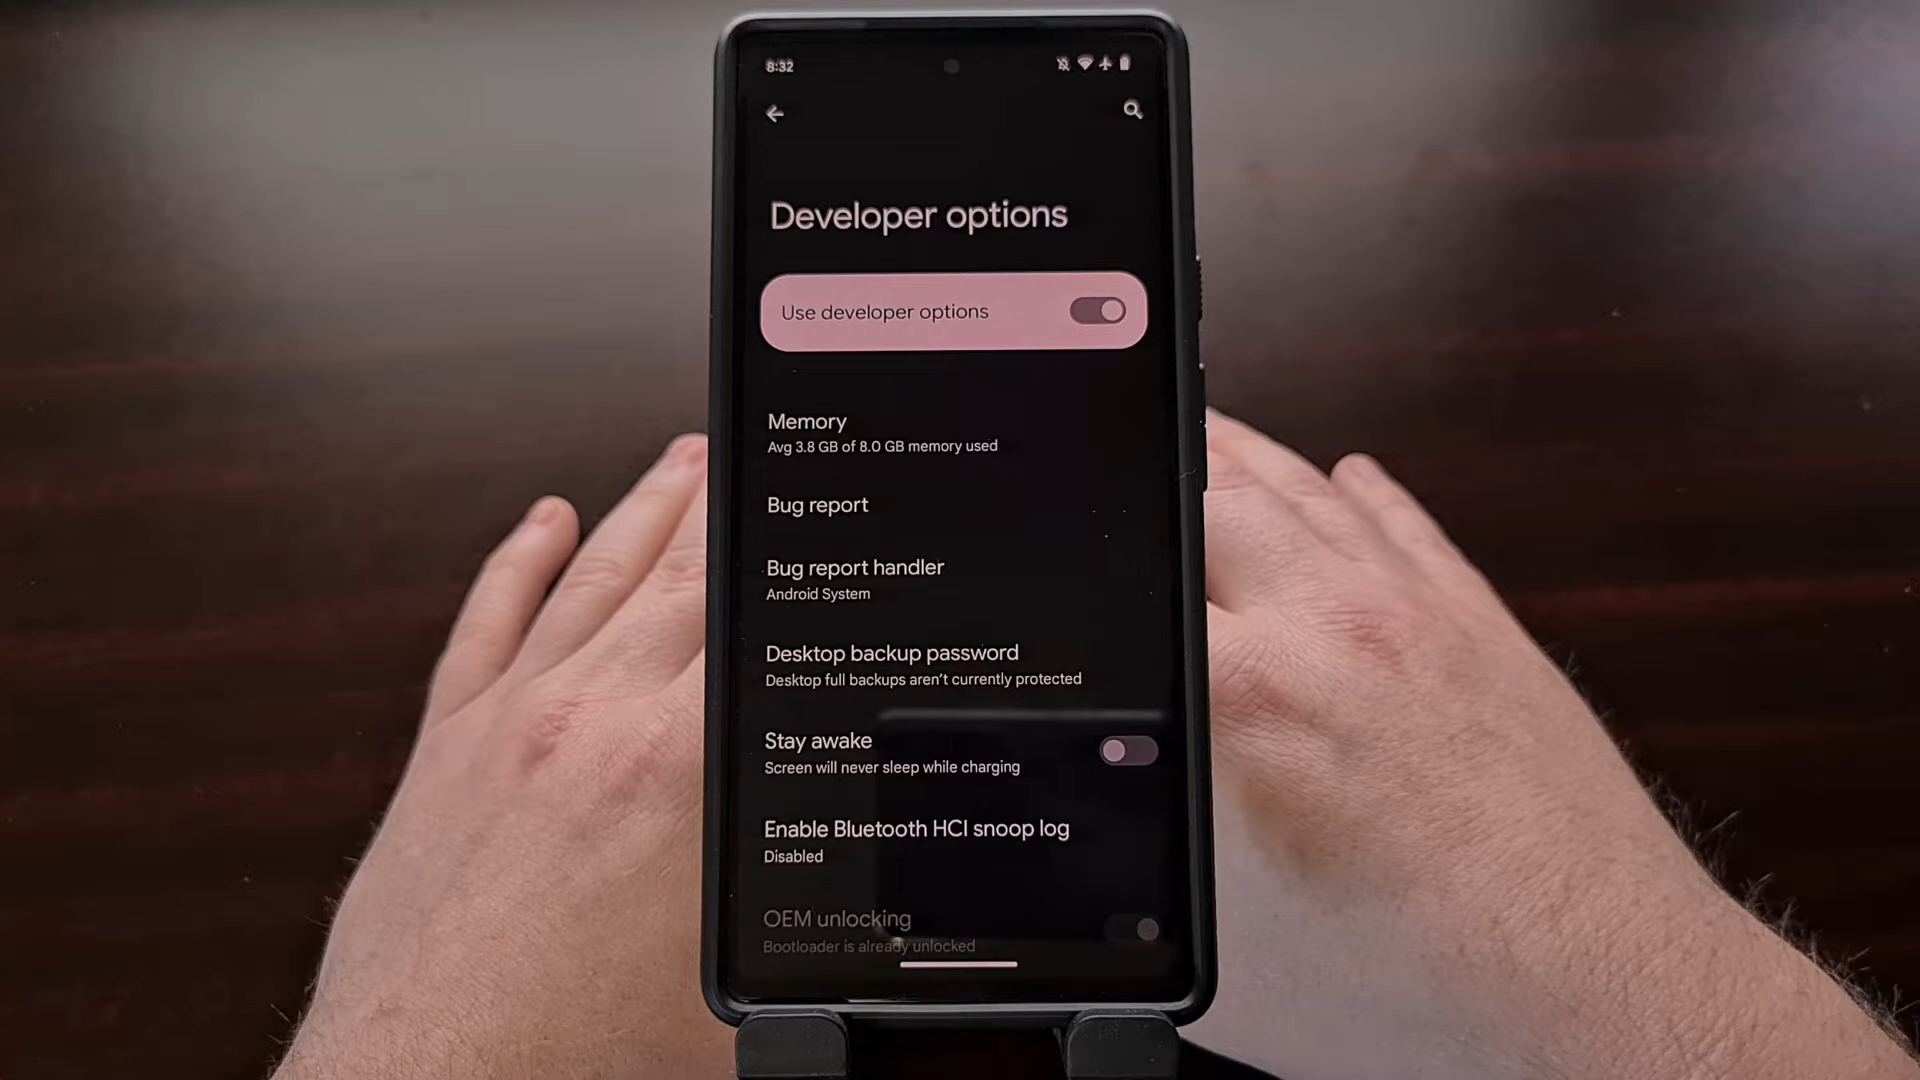 8:32
Developer options
Use developer options
Memory
Avg 3.8 GB of 8.0 GB memory used
Bug report
Bug report handler
Android System
Desktop backup password
Desktop full backups aren't currently protected
Stay awake
Screen will never sleep while charging
Enable Bluetooth HCI snoop log
Disabled
OEM unlocking
Bootloader is already unlocked